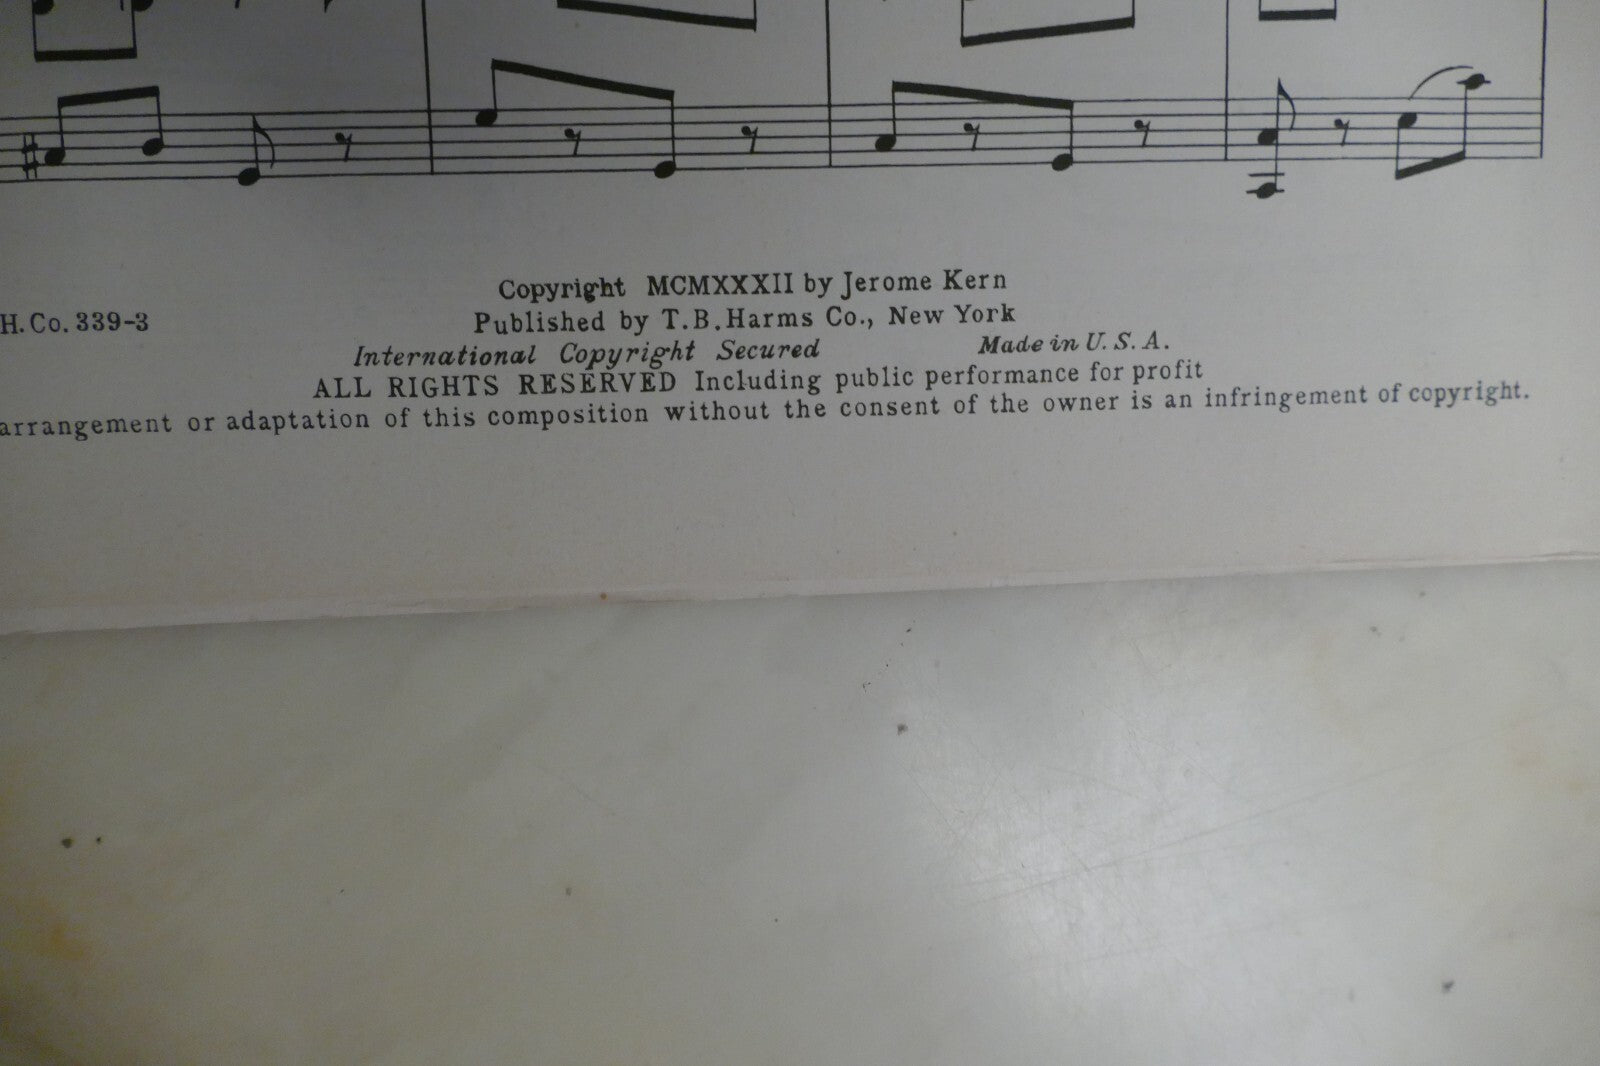 Copyright MCMXXXII by Jerome Kern
H. Co. 339-3 Published by T. B. Harms Co., New York
International Copyright Secured Made in U. S. A.
ALL RIGHTS RESERVED Including public performance for profit
arrangement or adaptation of this composition without the consent of the owner is an infringement of copyright.